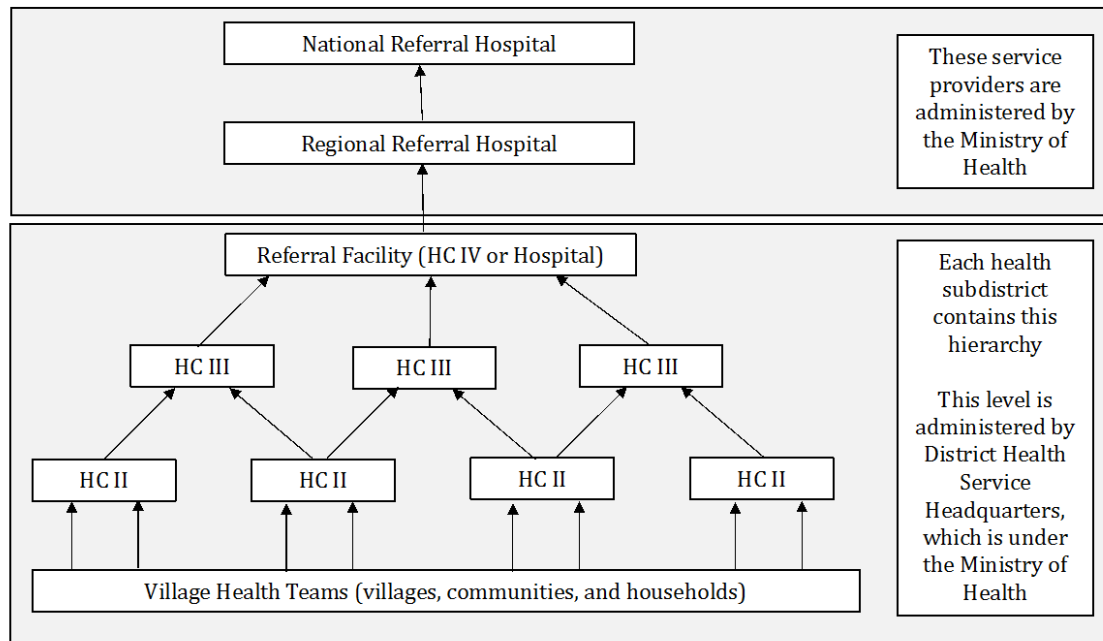 National Referral Hospital
Regional Referral Hospital
These service
providers are
administered by
the Ministry of
Health
Referral Facility (HC IV or Hospital)
HC III
HC III
HC III
HC II
HC II
HC II
HC II
Village Health Teams (villages, communities, and households)
Each health
subdistrict
contains this
hierarchy
This level is
administered by
District Health
Service
Headquarters,
which is under
the Ministry of
Health